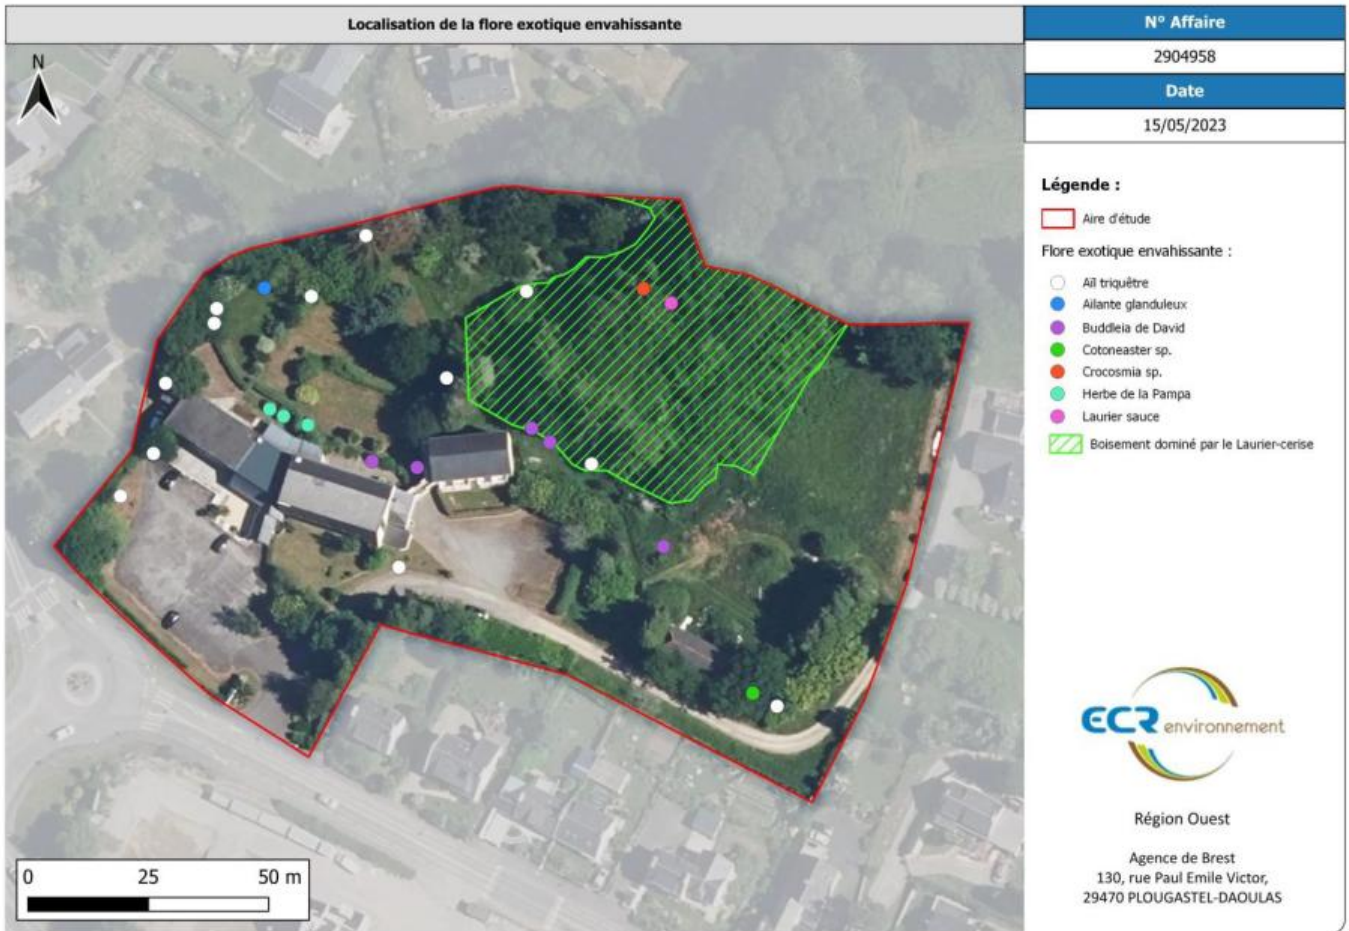 Localisation de la flore exotique envahissante
N° Affaire
2904958
Date
15/05/2023
N
Légende :
Aire d'étude
Flore exotique envahissante :
Ail triquêtre
Ailante glanduleux
Buddleia de David
Cotoneaster sp.
Crocosmia sp.
Herbe de la Pampa
Laurier sauce
Boisement dominé par le Laurier-cerise
ECR environnement
Région Ouest
Agence de Brest
130, rue Paul Emile Victor,
29470 PLOUGASTEL-DAOULAS
0 25 50 m